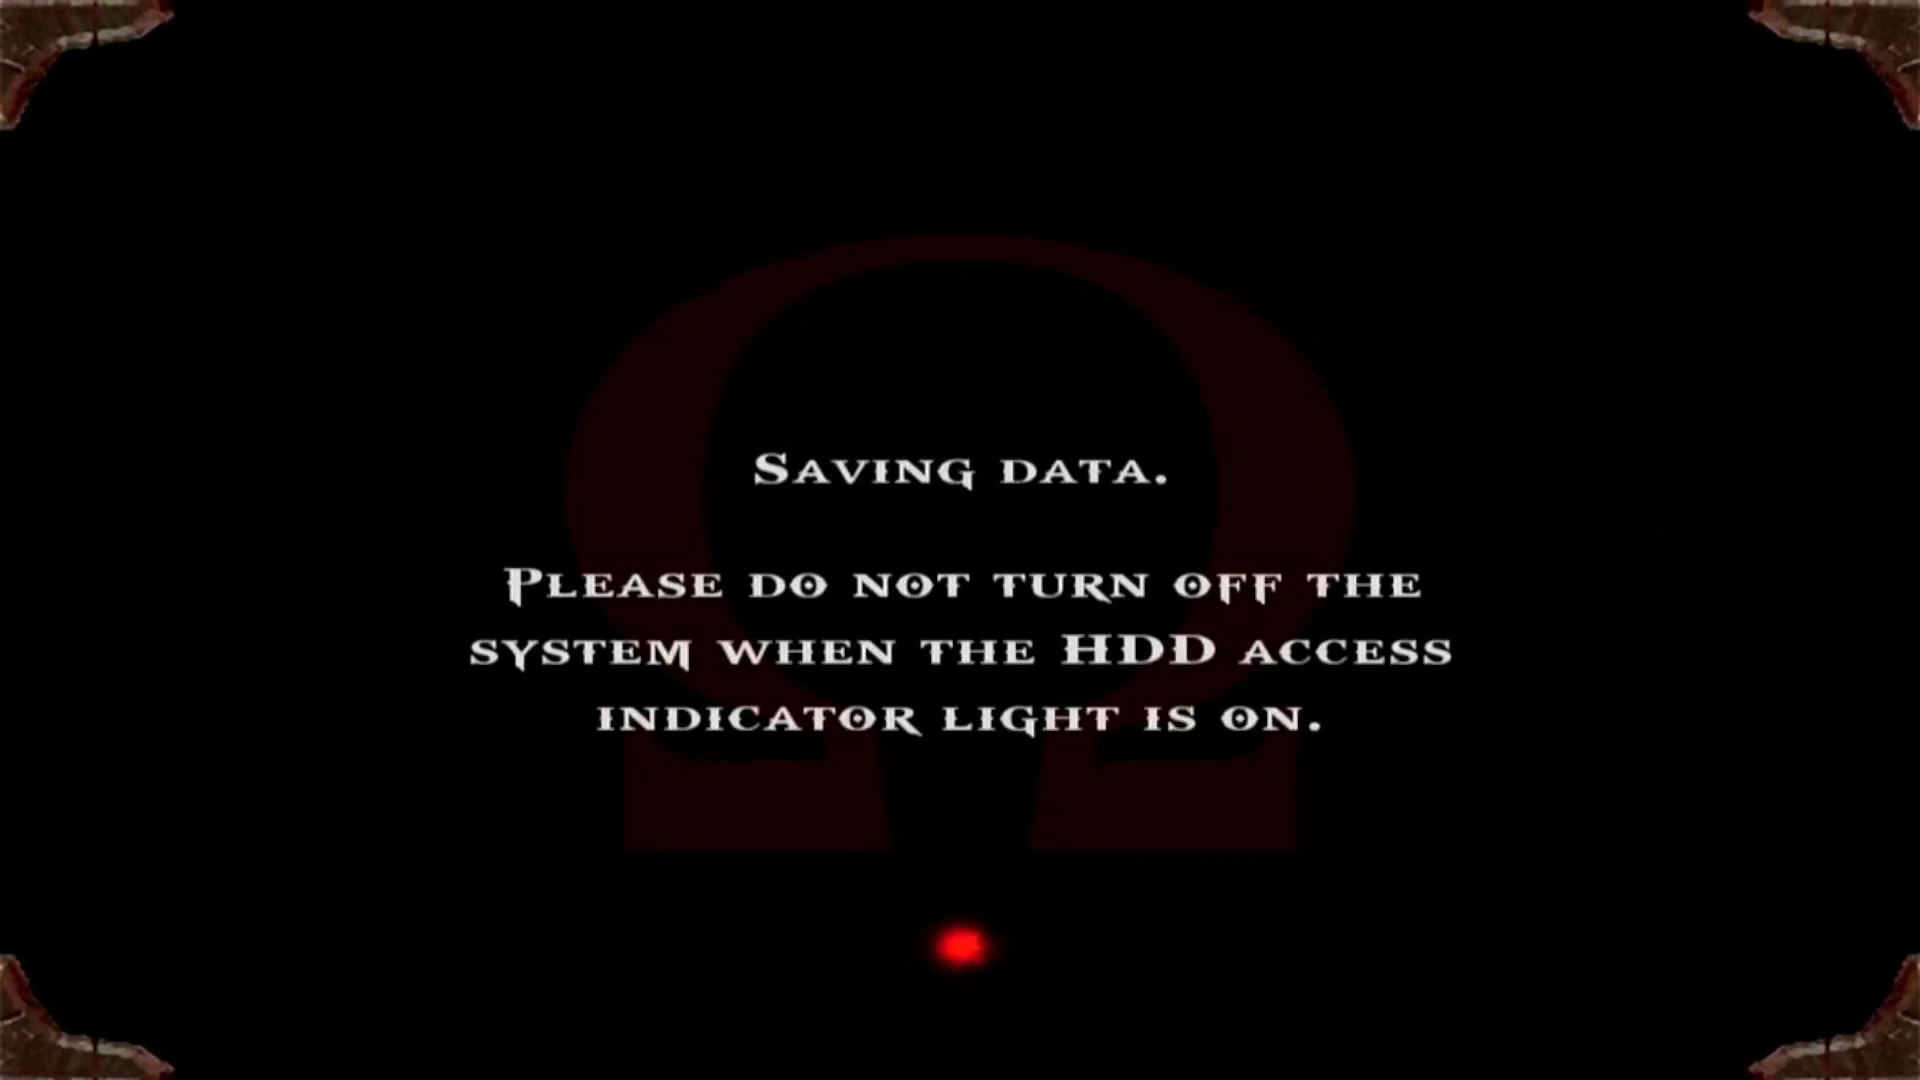 Saving data.
Please do not turn off the
system when the HDD access
indicator light is on.